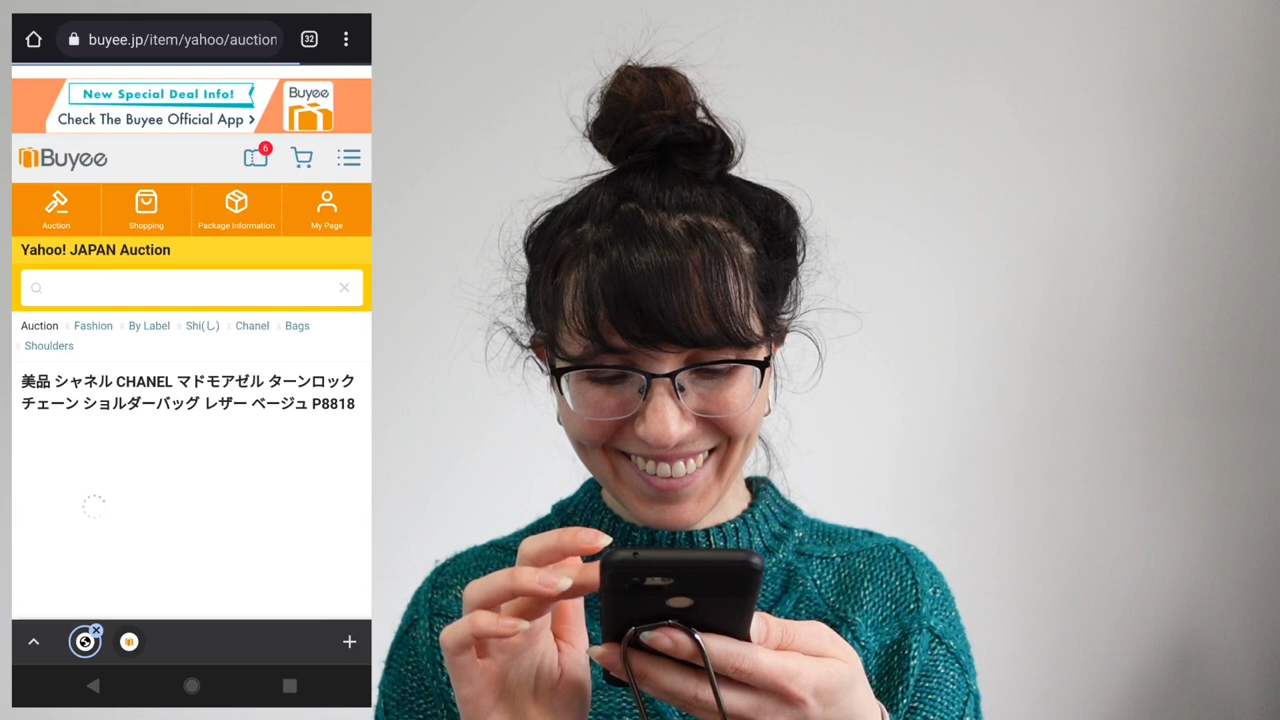 buyee.jp/item/yahoo/auction
32
New Special Deal Info!
Check The Buyee Official App >
Buyee
Buyee
6
Auction
Shopping
Package Information
My Page
Yahoo! JAPAN Auction
Auction Fashion By Label Shi(し) Chanel Bags
Shoulders
美品 シャネル CHANEL マドモアゼル ターンロック
チェーン ショルダーバッグ レザー ベージュ P8818